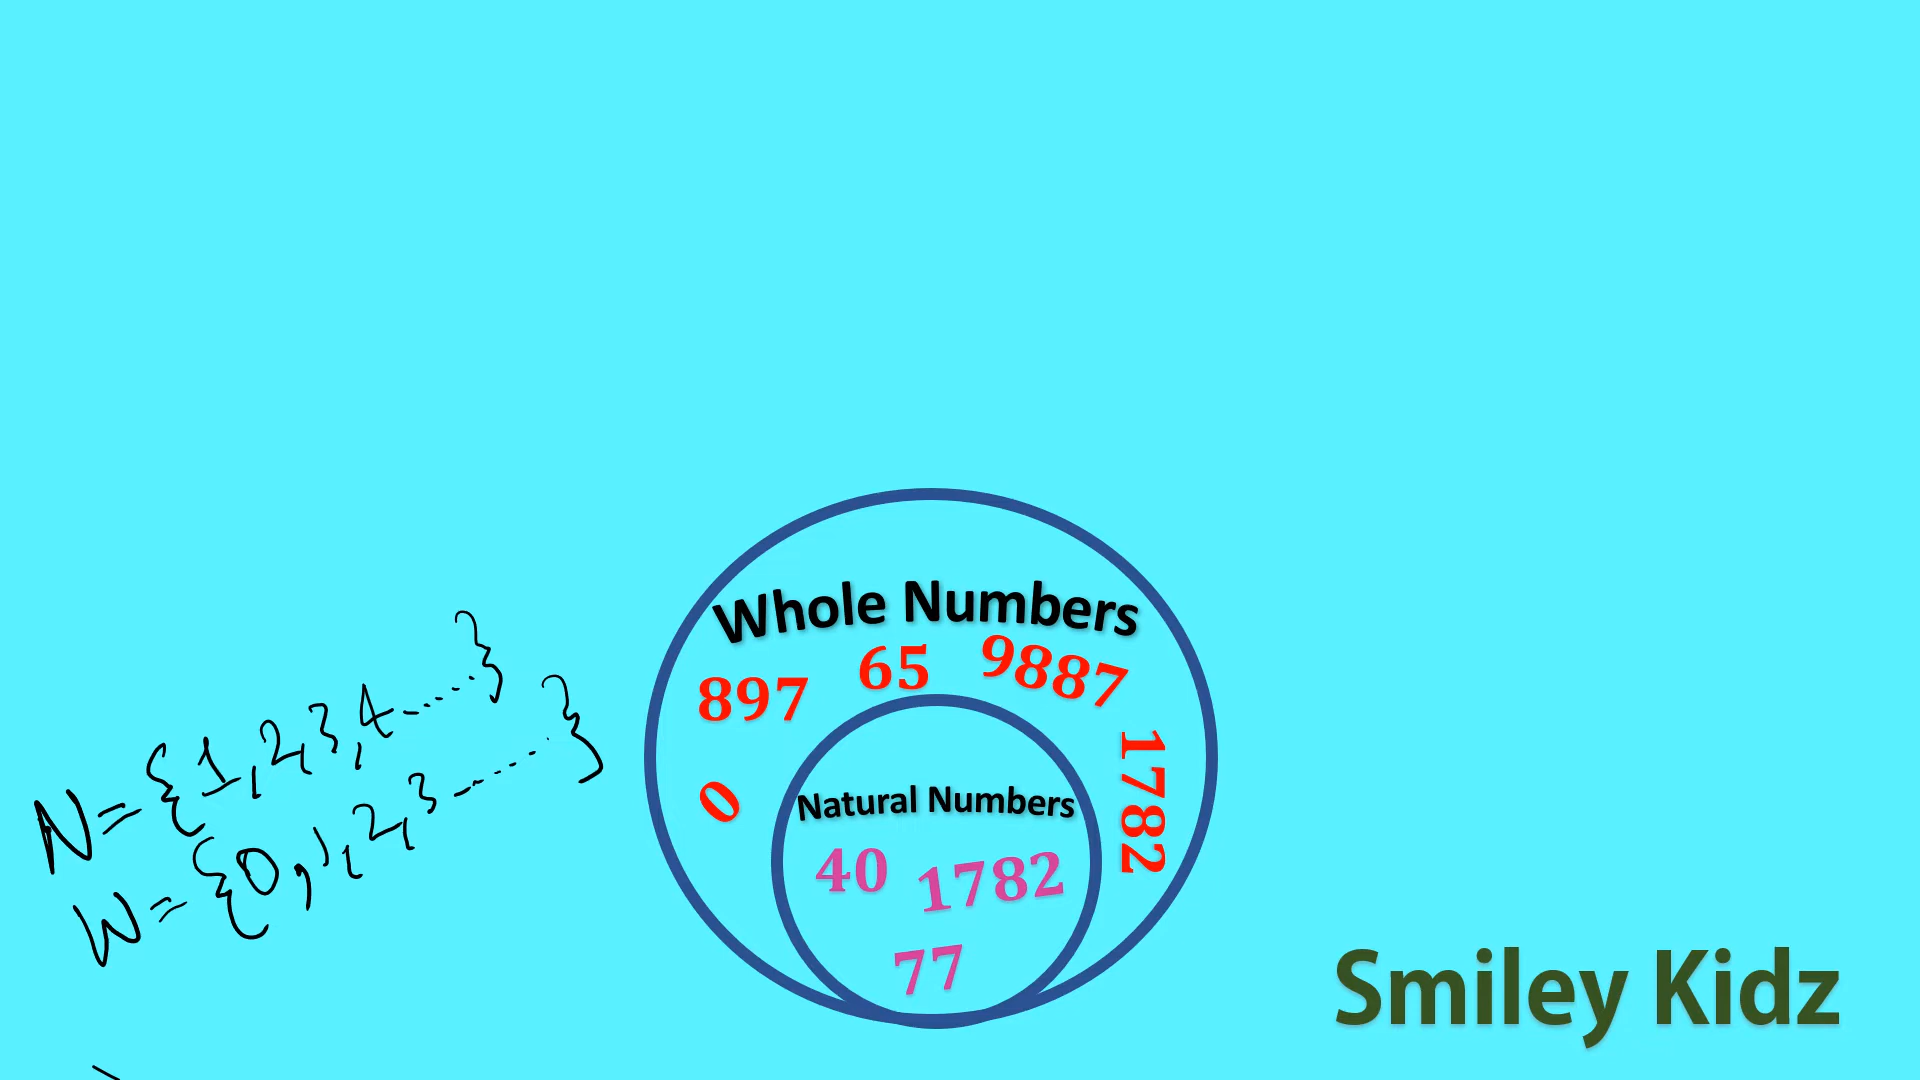 Whole Numbers
897 65 9887
1782
0
Natural Numbers
40 1782
77
N={1,2,3,4......}
W={0,1,2,3......}
Smiley Kidz